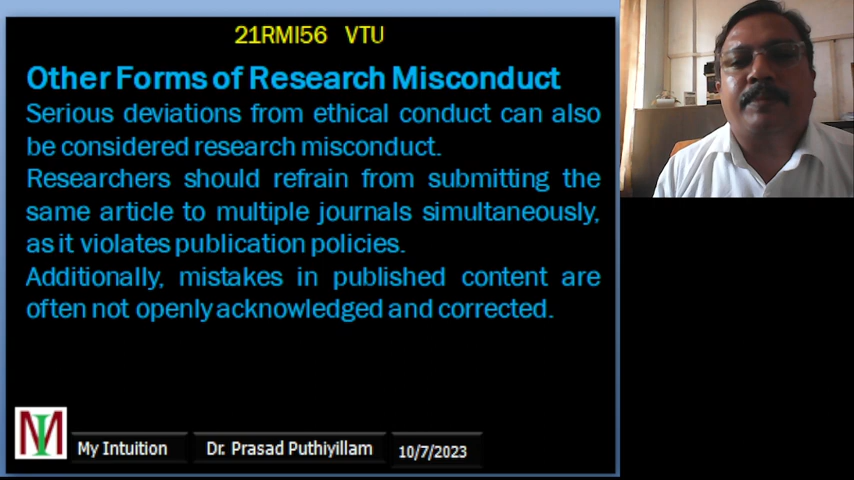 21RMI56 VTU
Other Forms of Research Misconduct
Serious deviations from ethical conduct can also
be considered research misconduct.
Researchers should refrain from submitting the
same article to multiple journals simultaneously,
as it violates publication policies.
Additionally, mistakes in published content are
often not openly acknowledged and corrected.
MI
My Intuition
Dr. Prasad Puthiyillam
10/7/2023